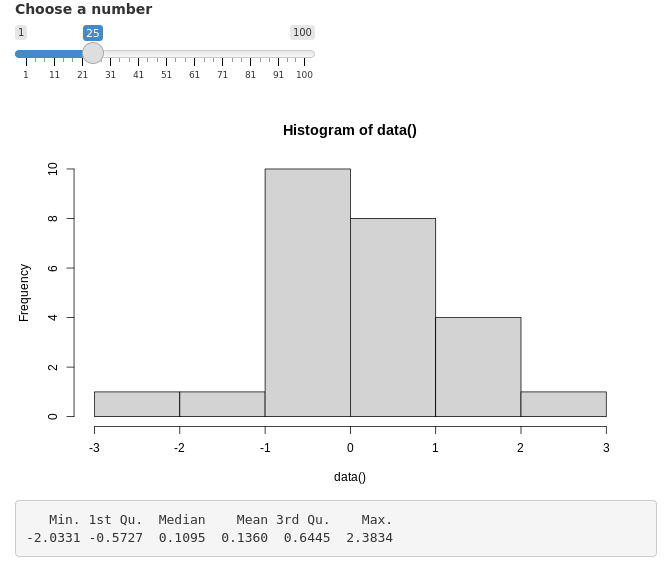 Choose a number
1 25 100
1 11 21 31 41 51 61 71 81 91 100
Histogram of data()
Frequency
10
8
6
4
2
0
-3 -2 -1 0 1 2 3
data()
Min. 1st Qu. Median Mean 3rd Qu. Max.
-2.0331 -0.5727 0.1095 0.1360 0.6445 2.3834